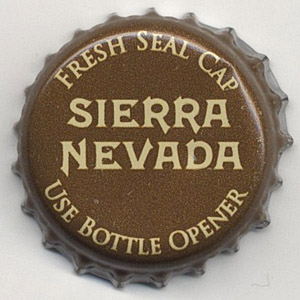 FRESH SEAL CAP
SIERRA
NEVADA
USE BOTTLE OPENER